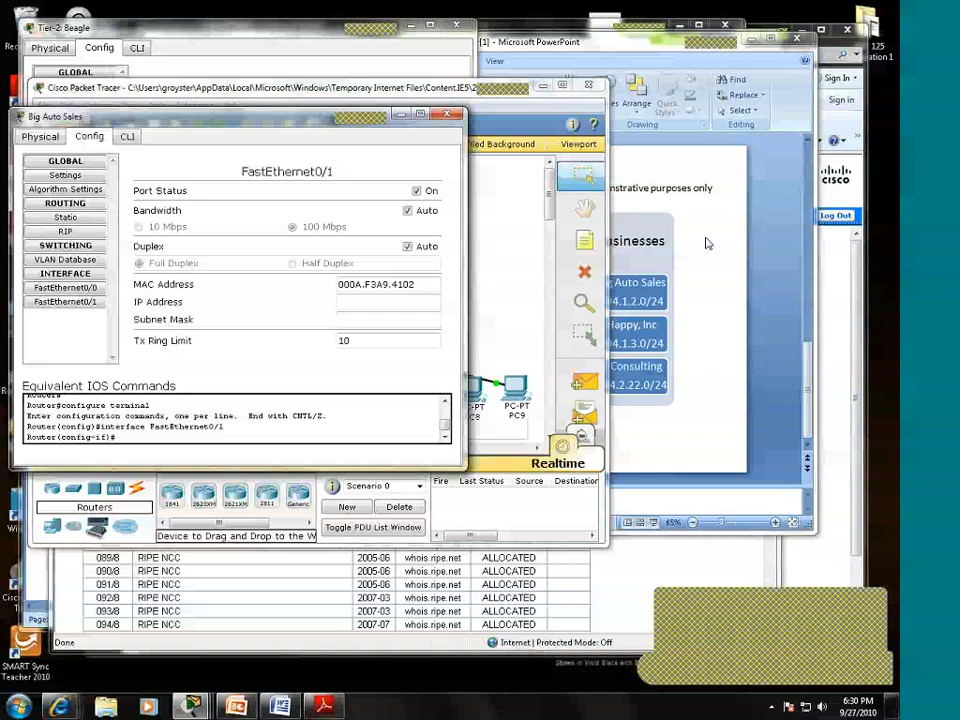 Tier-2: Beagle
Physical Config CLI
GLOBAL
[1] - Microsoft PowerPoint
View
Find
Replace
Select
Arrange
Quick
Styles
Drawing
Editing
Sign In
Sign in
125
Cisco Packet Tracer - C:\Users\groyster\AppData\Local\Microsoft\Windows\Temporary Internet Files\Content.IE5\2
Big Auto Sales
Physical Config CLI
GLOBAL
Settings
Algorithm Settings
ROUTING
Static
RIP
SWITCHING
VLAN Database
INTERFACE
FastEthernet0/0
FastEthernet0/1
FastEthernet0/1
Port Status
On
Bandwidth
Auto
10 Mbps
100 Mbps
Duplex
Auto
Full Duplex
Half Duplex
MAC Address
000A.F3A9.4102
IP Address
Subnet Mask
Tx Ring Limit
10
Equivalent IOS Commands
Router#
Router#configure terminal
Enter configuration commands, one per line. End with CNTL/Z.
Router(config)#interface FastEthernet0/1
Router(config-if)#
Background
Viewport
nstrative purposes only
usinesses
Auto Sales
4.1.2.0/24
Happy, Inc
4.1.3.0/24
Consulting
4.2.22.0/24
cisco
Log Out
PC-PT
PC8
PC-PT
PC9
Realtime
Routers
1841 2620XM 2621XM 2811 Generic
Device to Drag and Drop to the W
Scenario 0
New
Delete
Toggle PDU List Window
Fire Last Status Source Destination
65%
089/8 RIPE NCC 2005-06 whois.ripe.net ALLOCATED
090/8 RIPE NCC 2005-06 whois.ripe.net ALLOCATED
091/8 RIPE NCC 2005-06 whois.ripe.net ALLOCATED
092/8 RIPE NCC 2007-03 whois.ripe.net ALLOCATED
093/8 RIPE NCC 2007-03 whois.ripe.net ALLOCATED
094/8 RIPE NCC 2007-07 whois.ripe.net ALLOCATED
Page:
Done
Internet | Protected Mode: Off
SMART Sync
Teacher 2010
6:30 PM
9/27/2010